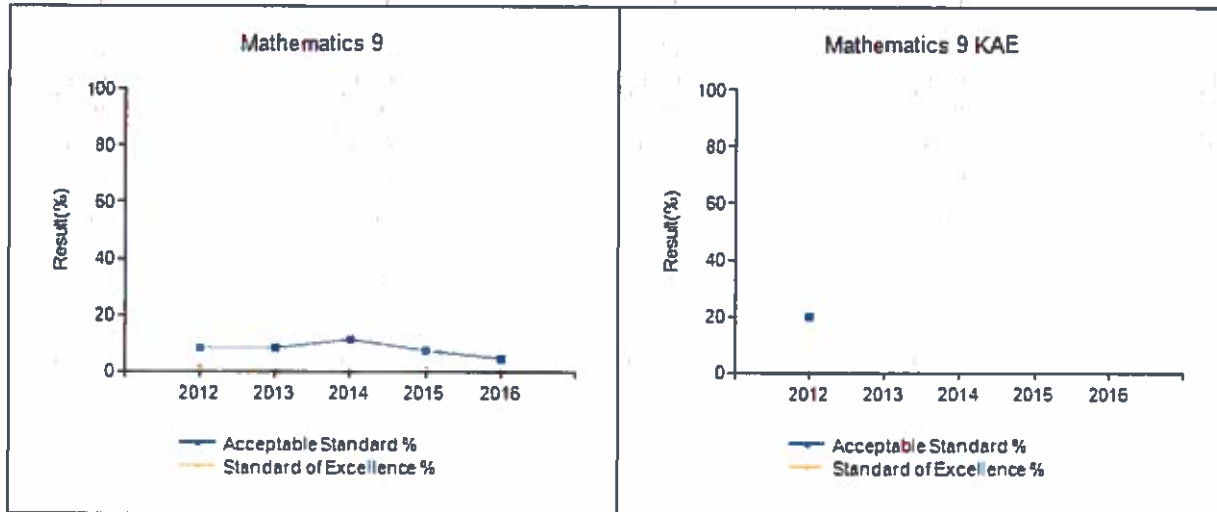 Mathematics 9
Result(%)
100
80
60
40
20
0
2012 2013 2014 2015 2016
Acceptable Standard %
Standard of Excellence %
Mathematics 9 KAE
Result(%)
100
80
60
40
20
0
2012 2013 2014 2015 2016
Acceptable Standard %
Standard of Excellence %